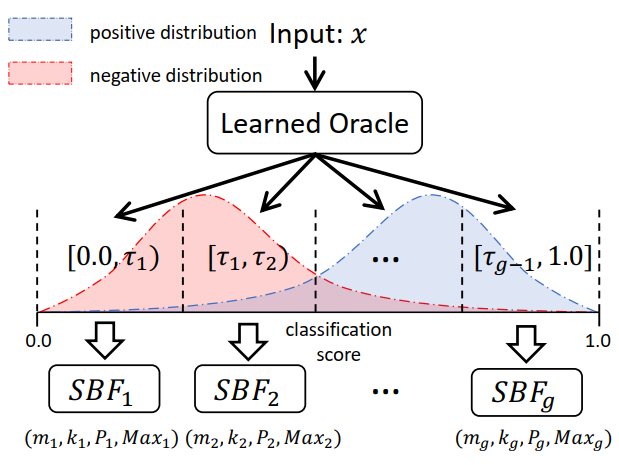 positive distribution
Input: x
negative distribution
Learned Oracle
[0.0, τ₁)
[τ₁, τ₂)
...
[τg−1, 1.0]
0.0
classification
score
1.0
SBF₁
SBF₂
...
SBFg
(m₁, k₁, P₁, Max₁)
(m₂, k₂, P₂, Max₂)
(mg, kg, Pg, Maxg)